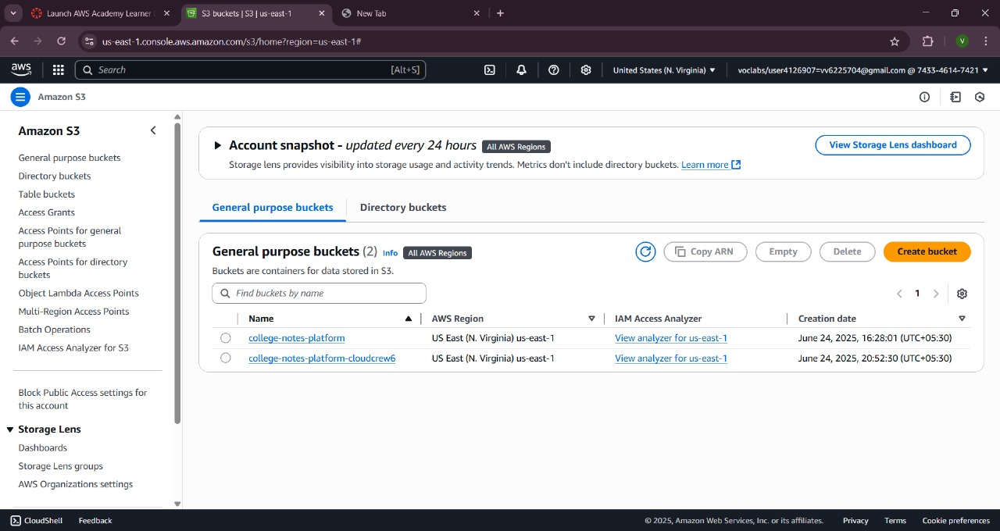 Launch AWS Academy Learner
S3 buckets | S3 | us-east-1
New Tab
us-east-1.console.aws.amazon.com/s3/home?region=us-east-1#
V
aws
Search
[Alt+S]
United States (N. Virginia)
voclabs/user4126907=vv6225704@gmail.com @ 7433-4614-7421
Amazon S3
Amazon S3
General purpose buckets
Directory buckets
Table buckets
Access Grants
Access Points for general
purpose buckets
Access Points for directory
buckets
Object Lambda Access Points
Multi-Region Access Points
Batch Operations
IAM Access Analyzer for S3
Block Public Access settings for
this account
Storage Lens
Dashboards
Storage Lens groups
AWS Organizations settings
Account snapshot - updated every 24 hours All AWS Regions
View Storage Lens dashboard
Storage lens provides visibility into storage usage and activity trends. Metrics don't include directory buckets. Learn more
General purpose buckets
Directory buckets
General purpose buckets (2) Info All AWS Regions
Copy ARN
Empty
Delete
Create bucket
Buckets are containers for data stored in S3.
Find buckets by name
1
Name AWS Region IAM Access Analyzer Creation date
college-notes-platform US East (N. Virginia) us-east-1 View analyzer for us-east-1 June 24, 2025, 16:28:01 (UTC+05:30)
college-notes-platform-cloudcrew6 US East (N. Virginia) us-east-1 View analyzer for us-east-1 June 24, 2025, 20:52:30 (UTC+05:30)
CloudShell
Feedback
© 2025, Amazon Web Services, Inc. or its affiliates.
Privacy
Terms
Cookie preferences